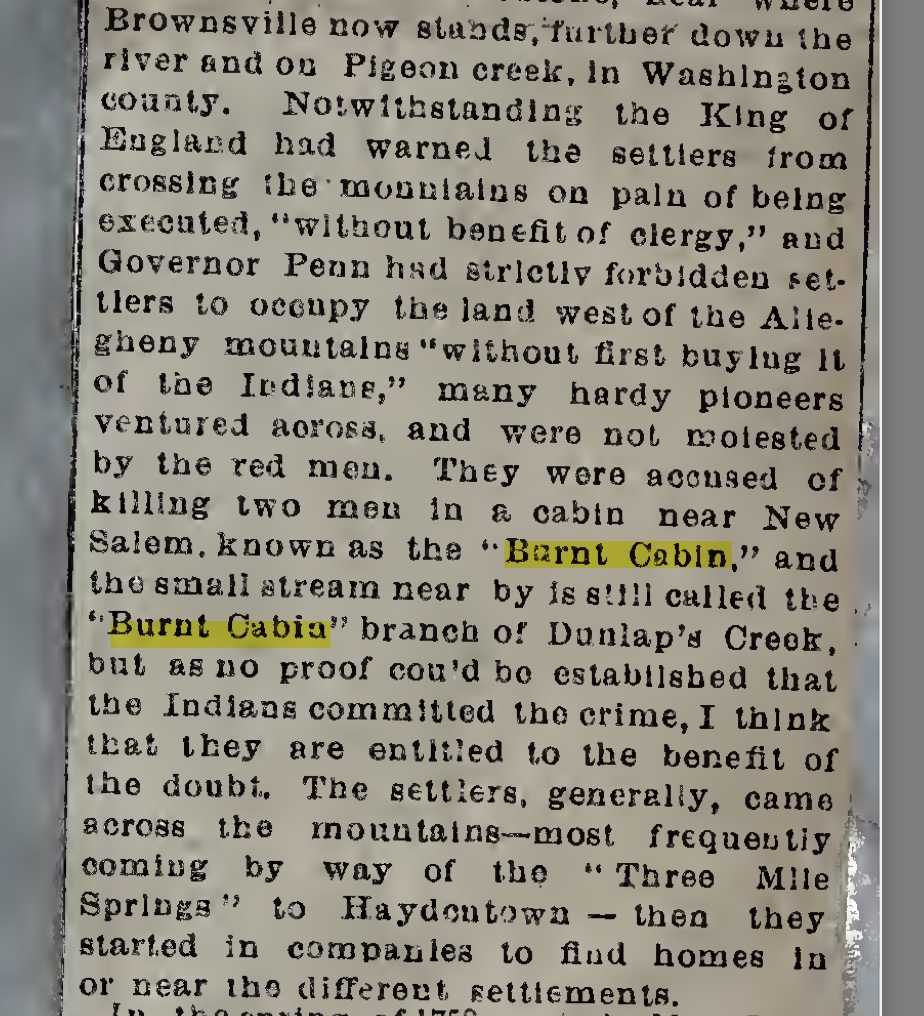 where
Brownsville now stands, further down the
river and on Pigeon creek, in Washington
county. Notwithstanding the King of
England had warned the settlers from
crossing the mountains on pain of being
executed, "without benefit of clergy," and
Governor Penn had strictly forbidden set-
tlers to occupy the land west of the Alle-
gheny mountains "without first buying it
of the Indians," many hardy pioneers
ventured across, and were not molested
by the red men. They were accused of
killing two men in a cabin near New
Salem, known as the "Burnt Cabin," and
the small stream near by is still called the
"Burnt Cabin" branch of Dunlap's Creek,
but as no proof cou'd be established that
the Indians committed the crime, I think
that they are entitled to the benefit of
the doubt. The settlers, generally, came
across the mountains—most frequently
coming by way of the "Three Mile
Springs" to Haydentown — then they
started in companies to find homes in
or near the different settlements.
In the spring of